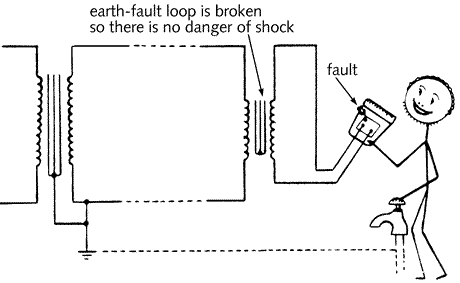 earth-fault loop is broken
so there is no danger of shock
fault